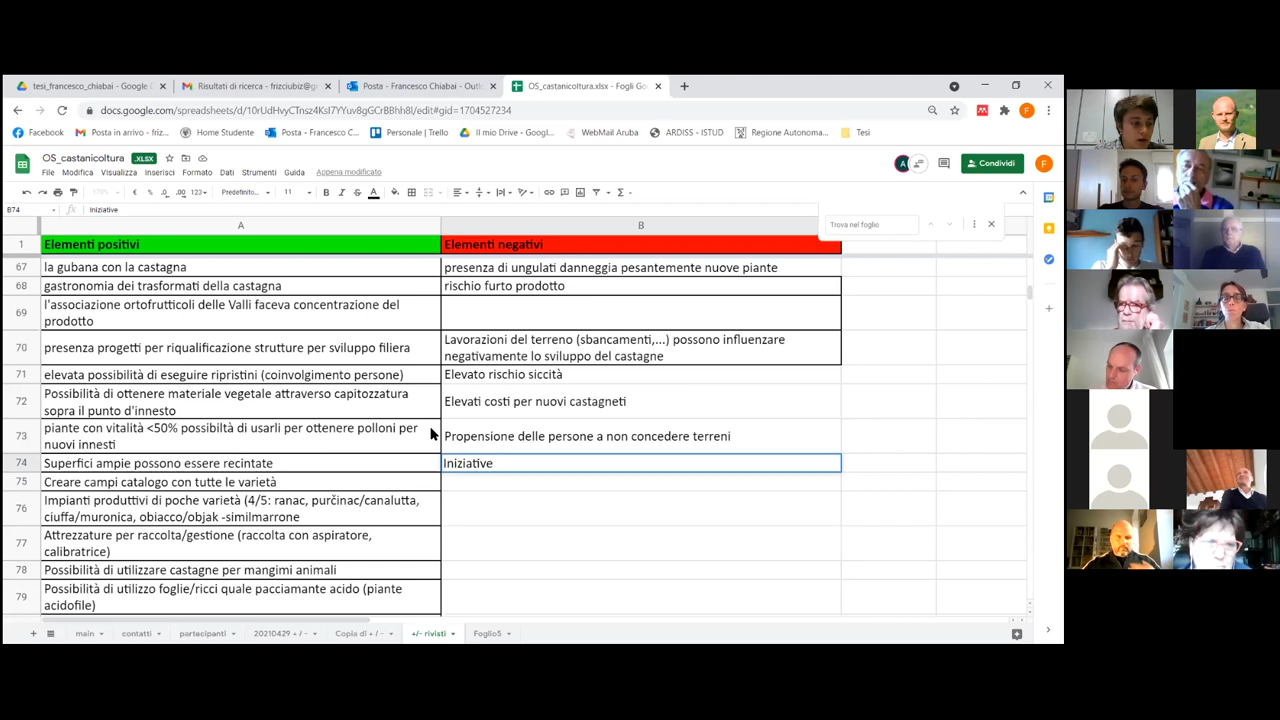 tesi_francesco_chiabai - Google
Risultati di ricerca - frizciubiz@g
Posta - Francesco Chiabai - Outl
OS_castanicoltura.xlsx - Fogli Go
docs.google.com/spreadsheets/d/10rUdHvyCTnsz4KsI7YYuv8gGCrBBhh8l/edit#gid=1704527234
Facebook
Posta in arrivo - friz...
Home Studente
Posta - Francesco C...
Personale | Trello
Il mio Drive - Googl...
WebMail Aruba
ARDISS - ISTUD
Regione Autonoma...
Tesi
OS_castanicoltura .XLSX
File Modifica Visualizza Inserisci Formato Dati Strumenti Guida Appena modificato
A
Condividi
F
170% € % .0 .00 123 Predefinito... 11 B I S A
B74 fx Iniziative
Trova nel foglio
A B
1 Elementi positivi Elementi negativi
67 la gubana con la castagna presenza di ungulati danneggia pesantemente nuove piante
68 gastronomia dei trasformati della castagna rischio furto prodotto
69 l'associazione ortofrutticoli delle Valli faceva concentrazione del
prodotto
70 presenza progetti per riqualificazione strutture per sviluppo filiera Lavorazioni del terreno (sbancamenti,...) possono influenzare
negativamente lo sviluppo del castagne
71 elevata possibilità di eseguire ripristini (coinvolgimento persone) Elevato rischio siccità
72 Possibilità di ottenere materiale vegetale attraverso capitozzatura
sopra il punto d'innesto Elevati costi per nuovi castagneti
73 piante con vitalità <50% possibiltà di usarli per ottenere polloni per
nuovi innesti Propensione delle persone a non concedere terreni
74 Superfici ampie possono essere recintate Iniziative
75 Creare campi catalogo con tutte le varietà
76 Impianti produttivi di poche varietà (4/5: ranac, purčinac/canalutta,
ciuffa/muronica, obiacco/objak -similmarrone
77 Attrezzature per raccolta/gestione (raccolta con aspiratore,
calibratrice)
78 Possibilità di utilizzare castagne per mangimi animali
79 Possibilità di utilizzo foglie/ricci quale pacciamante acido (piante
acidofile)
main contatti partecipanti 20210429 + / - Copia di + / - +/- rivisti Foglio5